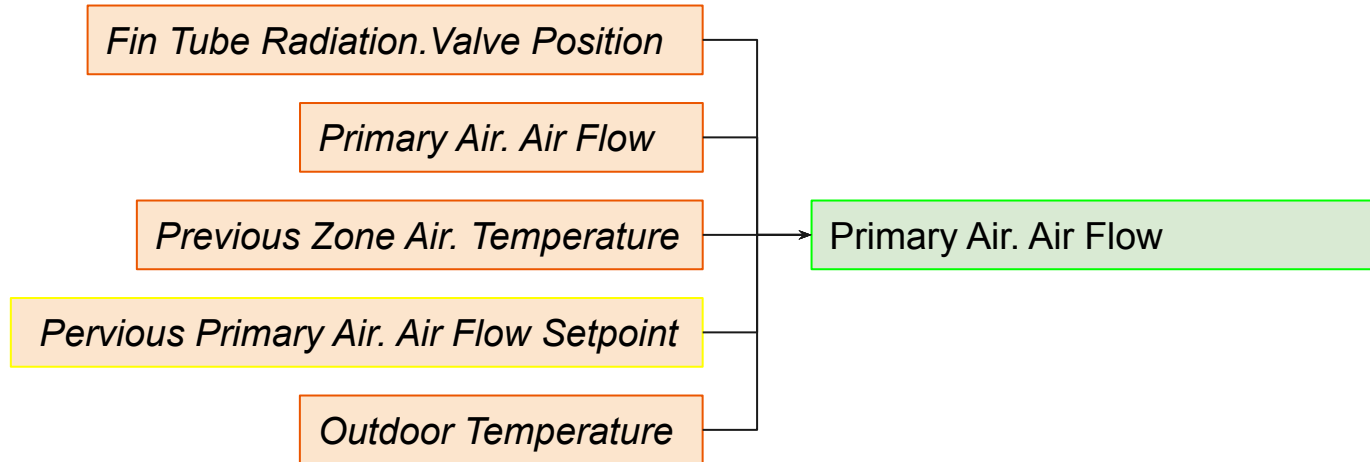 Fin Tube Radiation.Valve Position
Primary Air. Air Flow
Previous Zone Air. Temperature
Primary Air. Air Flow
Pervious Primary Air. Air Flow Setpoint
Outdoor Temperature